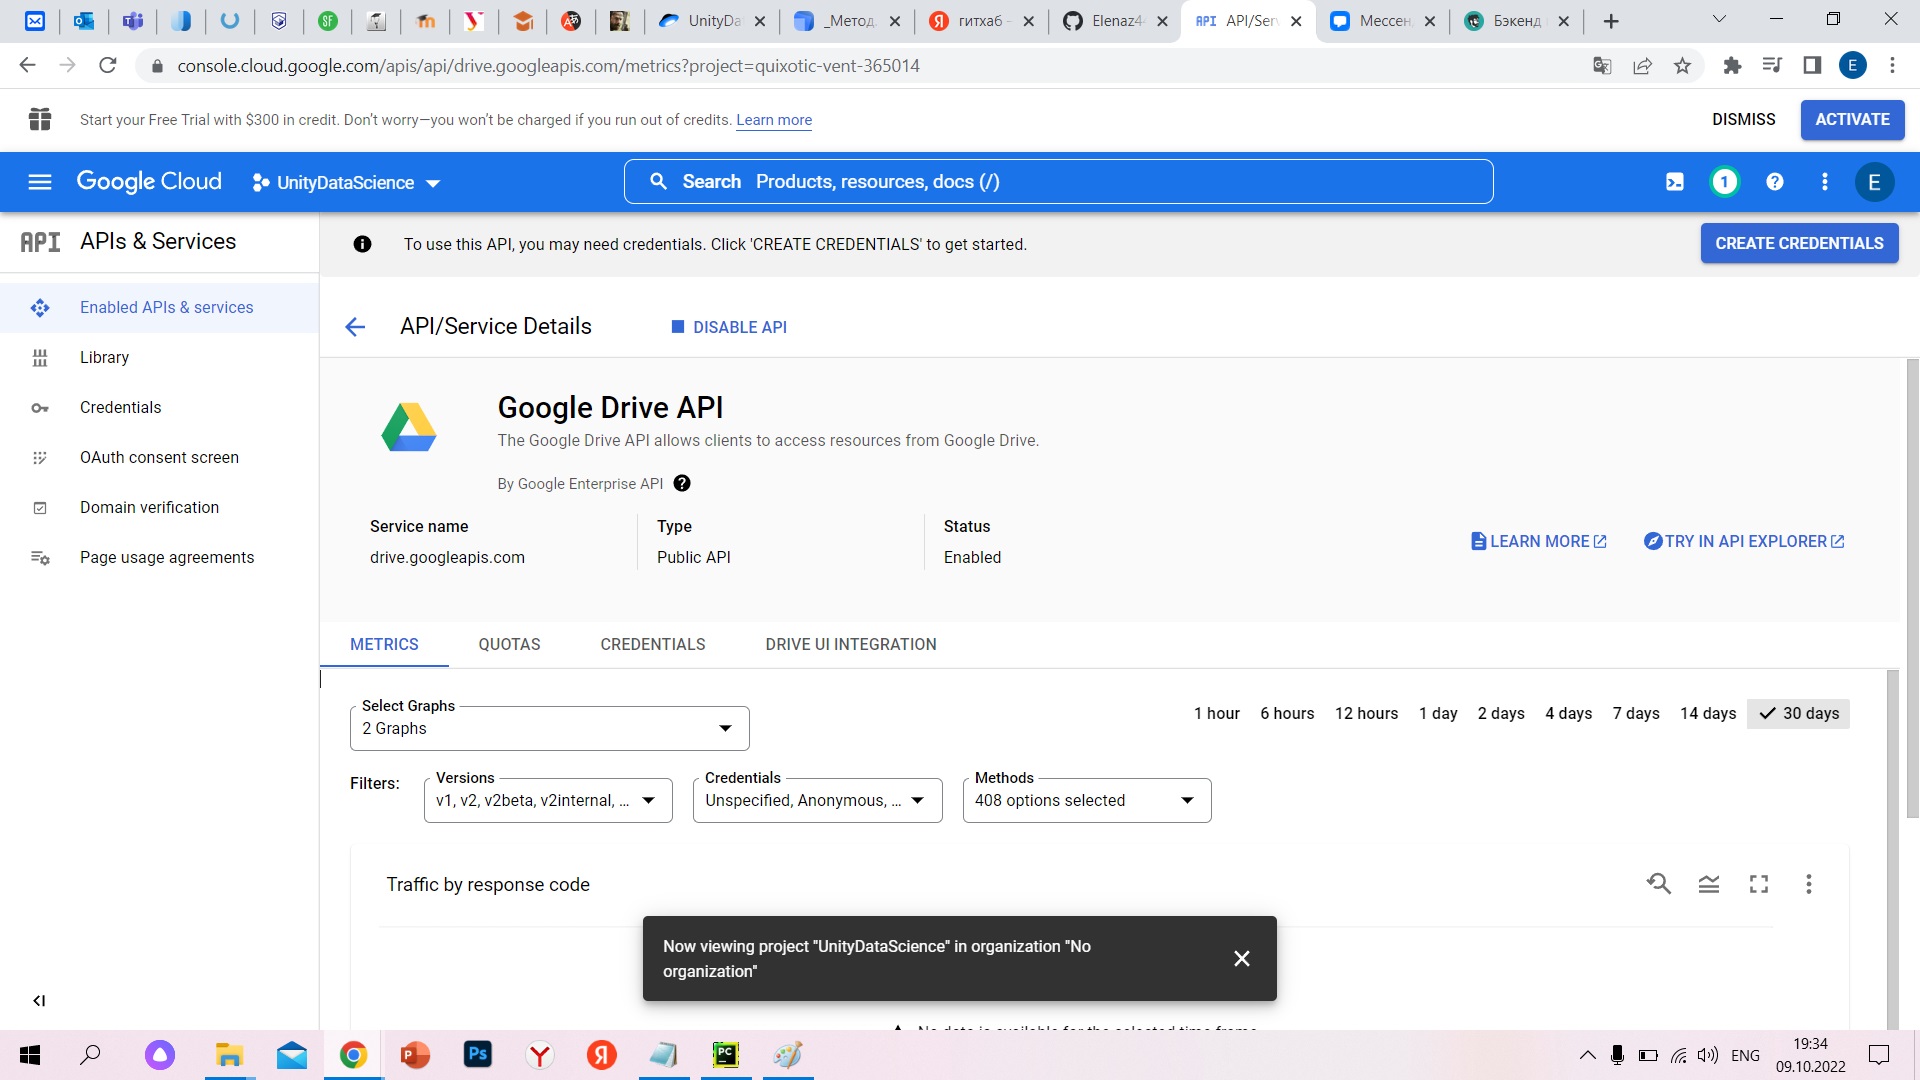 UnityDa
_Метод
гитхаб -
Elenaz4
API API/Ser
Мессен
Бэкенд
console.cloud.google.com/apis/api/drive.googleapis.com/metrics?project=quixotic-vent-365014
E
Start your Free Trial with $300 in credit. Don't worry—you won't be charged if you run out of credits. Learn more
DISMISS
ACTIVATE
Google Cloud
UnityDataScience
Search Products, resources, docs (/)
1
E
API APIs & Services
To use this API, you may need credentials. Click 'CREATE CREDENTIALS' to get started.
CREATE CREDENTIALS
Enabled APIs & services
Library
Credentials
OAuth consent screen
Domain verification
Page usage agreements
API/Service Details
DISABLE API
Google Drive API
The Google Drive API allows clients to access resources from Google Drive.
By Google Enterprise API
Service name
drive.googleapis.com
Type
Public API
Status
Enabled
LEARN MORE
TRY IN API EXPLORER
METRICS
QUOTAS
CREDENTIALS
DRIVE UI INTEGRATION
Select Graphs
2 Graphs
1 hour
6 hours
12 hours
1 day
2 days
4 days
7 days
14 days
30 days
Filters:
Versions
v1, v2, v2beta, v2internal, ...
Credentials
Unspecified, Anonymous, ...
Methods
408 options selected
Traffic by response code
Now viewing project "UnityDataScience" in organization "No
organization"
No data is available for the selected time frame
ENG
19:34
09.10.2022